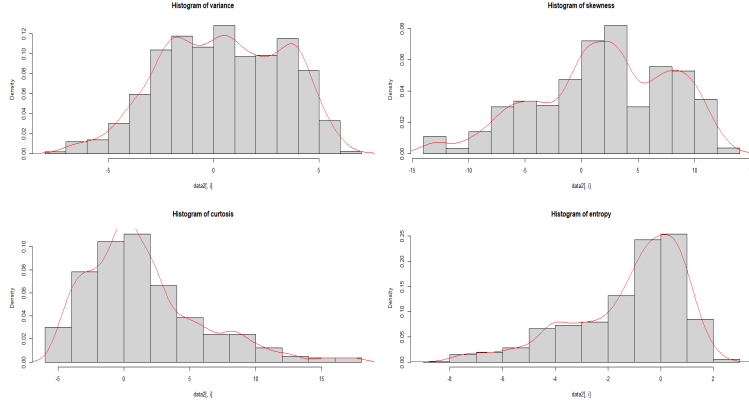 Histogram of variance
Density
0.00 0.02 0.04 0.06 0.08 0.10 0.12
-5 0 5
data2[, i]
Histogram of skewness
Density
0.00 0.02 0.04 0.06 0.08
-15 -10 -5 0 5 10
data2[, i]
Histogram of curtosis
Density
0.00 0.02 0.04 0.06 0.08 0.10
-5 0 5 10 15
data2[, i]
Histogram of entropy
Density
0.00 0.05 0.10 0.15 0.20 0.25
-8 -6 -4 -2 0 2
data2[, i]